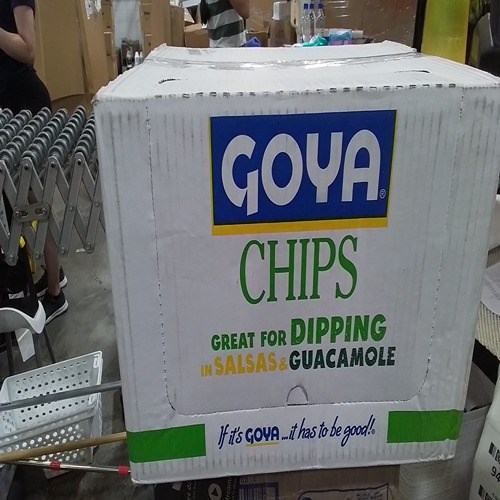 GOYA®
CHIPS
GREAT FOR DIPPING
IN SALSAS & GUACAMOLE
If it's GOYA ... it has to be good!®